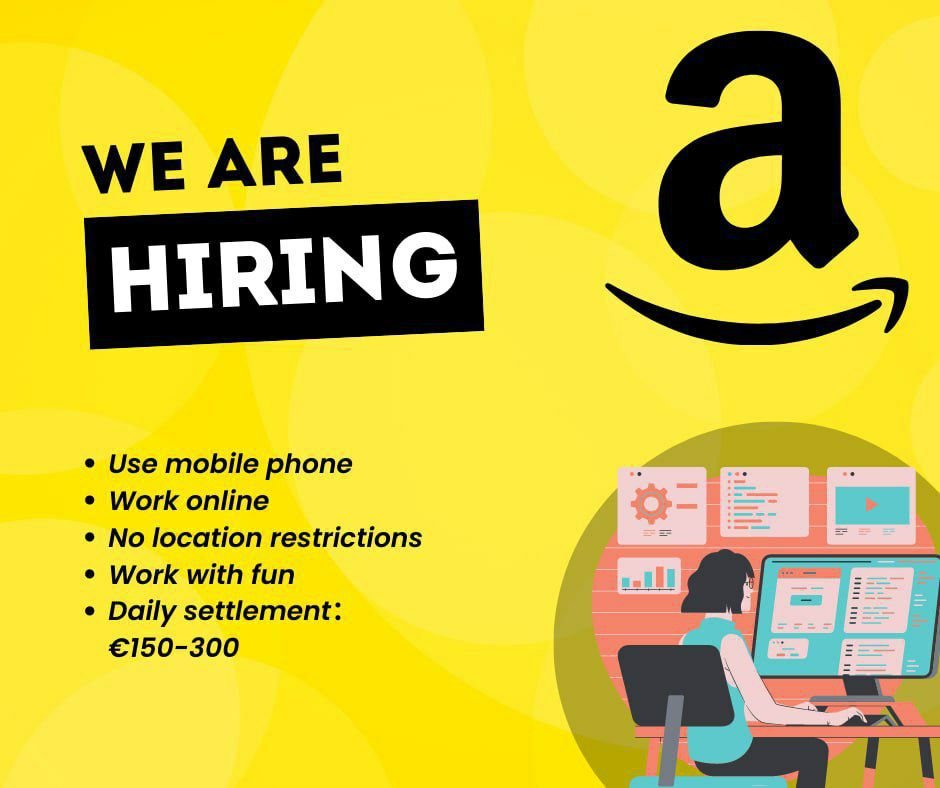 WE ARE
HIRING
a
• Use mobile phone
• Work online
• No location restrictions
• Work with fun
• Daily settlement：
€150-300